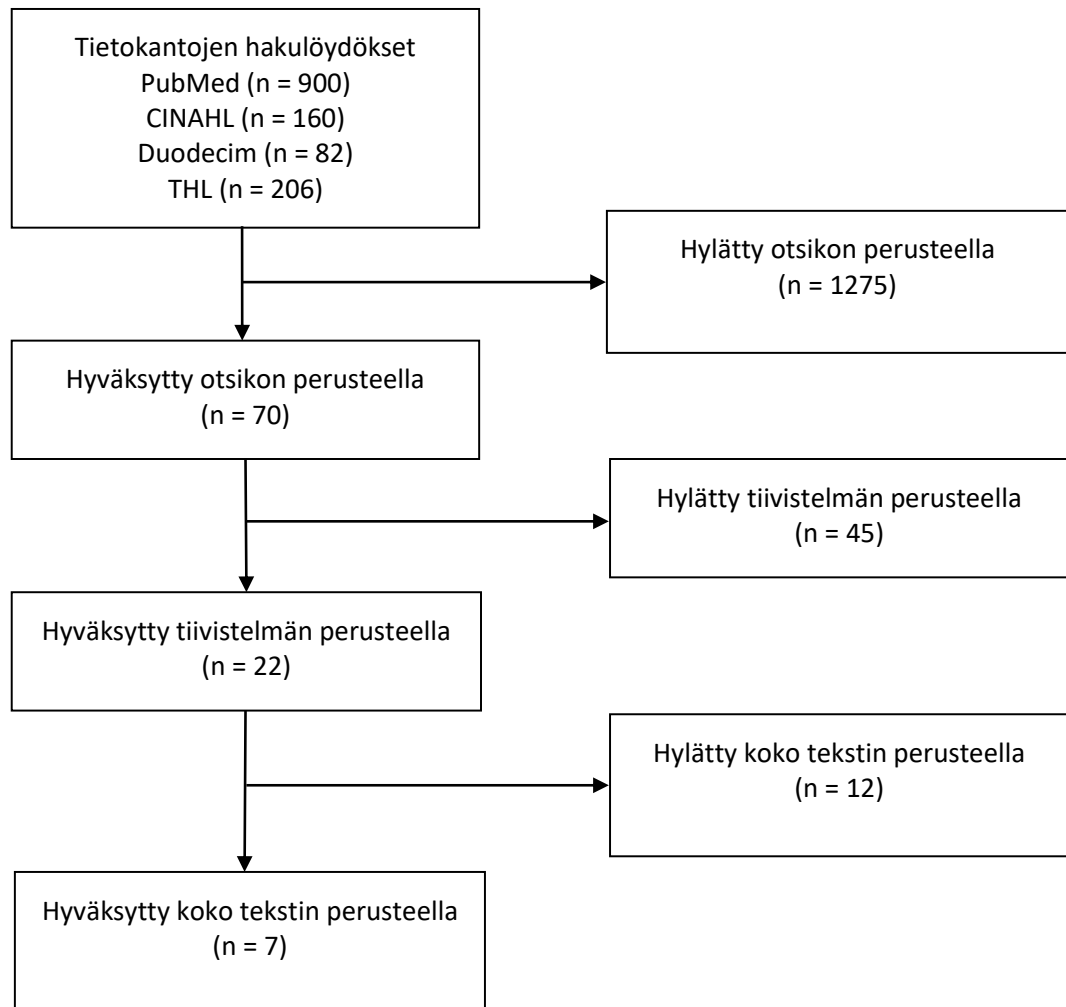 Tietokantojen hakulöydökset
PubMed (n = 900)
CINAHL (n = 160)
Duodecim (n = 82)
THL (n = 206)
Hylätty otsikon perusteella
(n = 1275)
Hyväksytty otsikon perusteella
(n = 70)
Hylätty tiivistelmän perusteella
(n = 45)
Hyväksytty tiivistelmän perusteella
(n = 22)
Hylätty koko tekstin perusteella
(n = 12)
Hyväksytty koko tekstin perusteella
(n = 7)